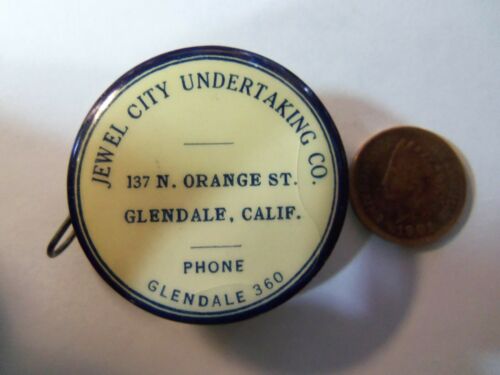 JEWEL CITY UNDERTAKING CO.
137 N. ORANGE ST.
GLENDALE, CALIF.
PHONE
GLENDALE 360